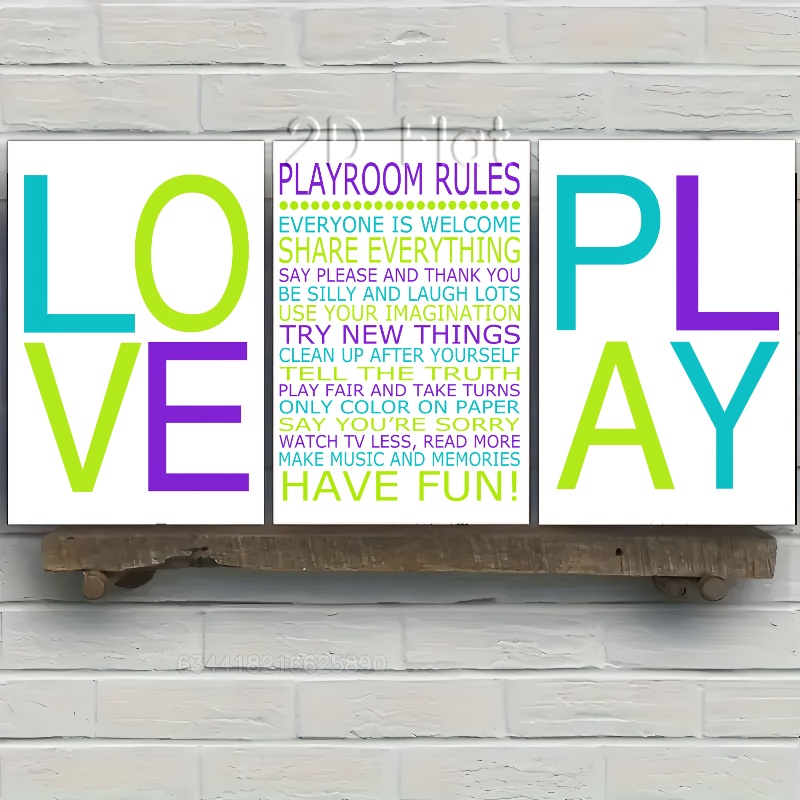 2D Flat
LO
VE
PLAYROOM RULES
EVERYONE IS WELCOME
SHARE EVERYTHING
SAY PLEASE AND THANK YOU
BE SILLY AND LAUGH LOTS
USE YOUR IMAGINATION
TRY NEW THINGS
CLEAN UP AFTER YOURSELF
TELL THE TRUTH
PLAY FAIR AND TAKE TURNS
ONLY COLOR ON PAPER
SAY YOU'RE SORRY
WATCH TV LESS, READ MORE
MAKE MUSIC AND MEMORIES
HAVE FUN!
PL
AY
634418216625890